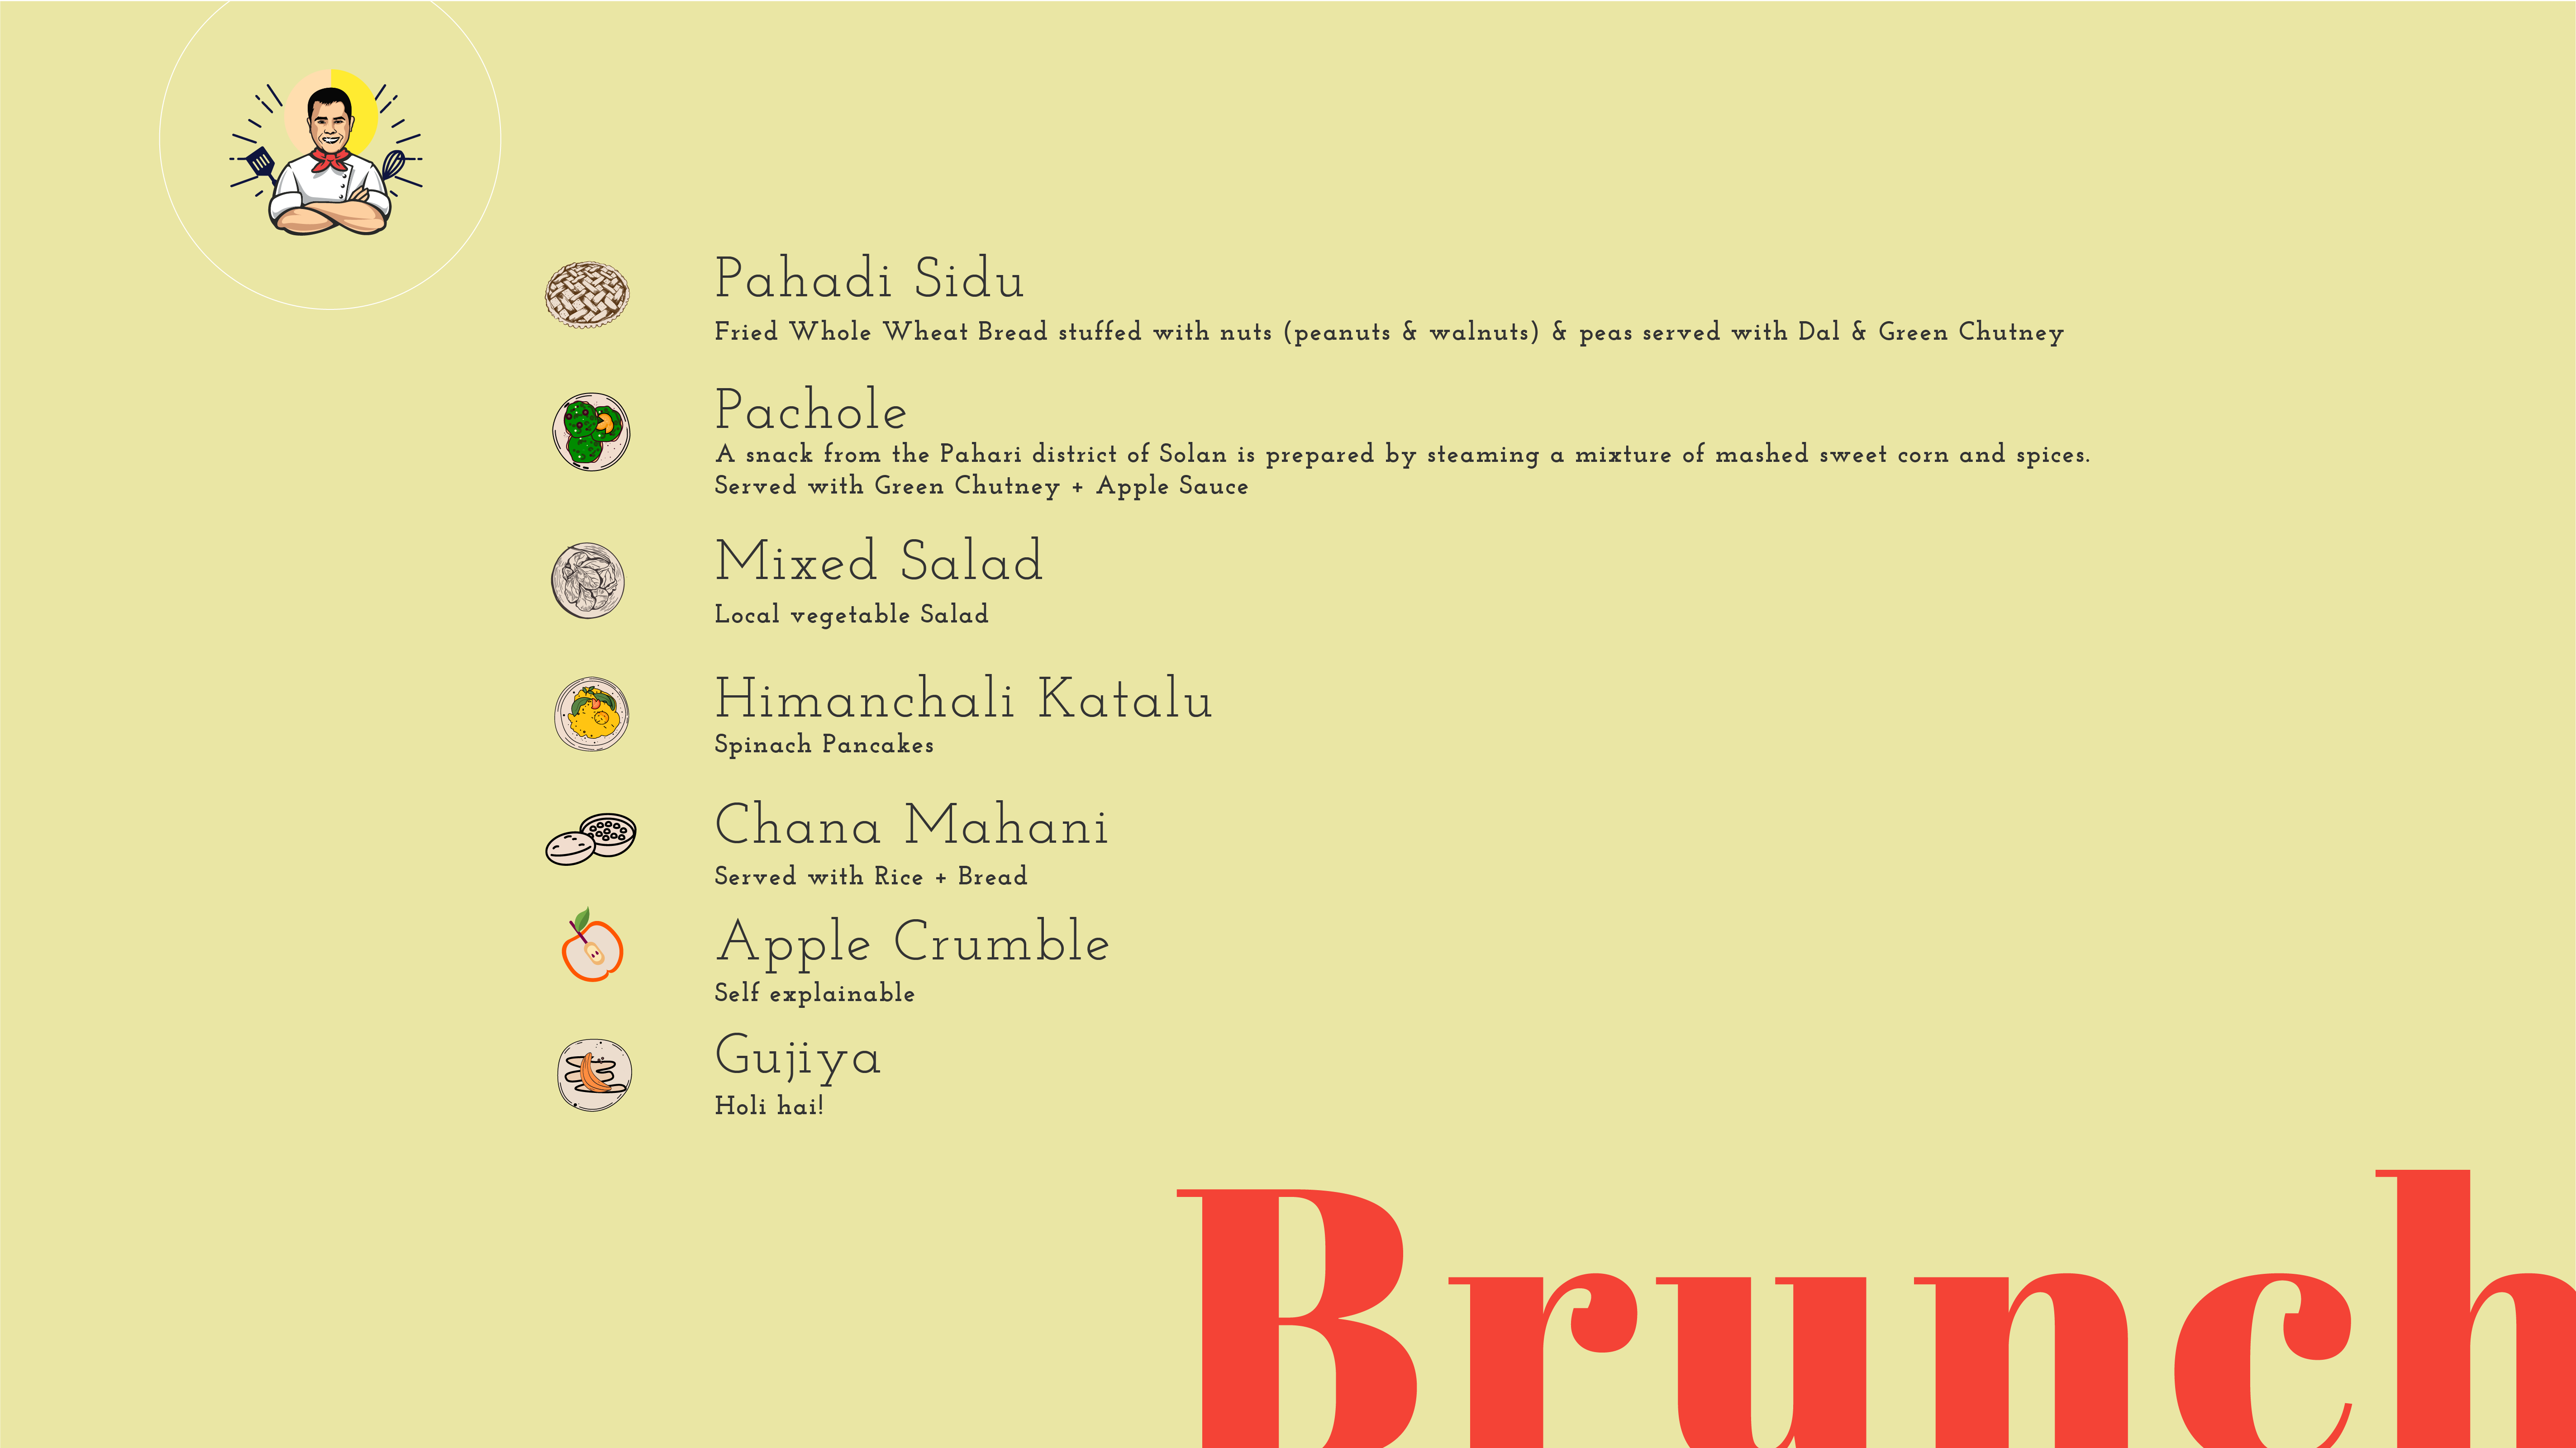 Pahadi Sidu
Fried Whole Wheat Bread stuffed with nuts (peanuts & walnuts) & peas served with Dal & Green Chutney
Pachole
A snack from the Pahari district of Solan is prepared by steaming a mixture of mashed sweet corn and spices.
Served with Green Chutney + Apple Sauce
Mixed Salad
Local vegetable Salad
Himanchali Katalu
Spinach Pancakes
Chana Mahani
Served with Rice + Bread
Apple Crumble
Self explainable
Gujiya
Holi hai!
Brunch